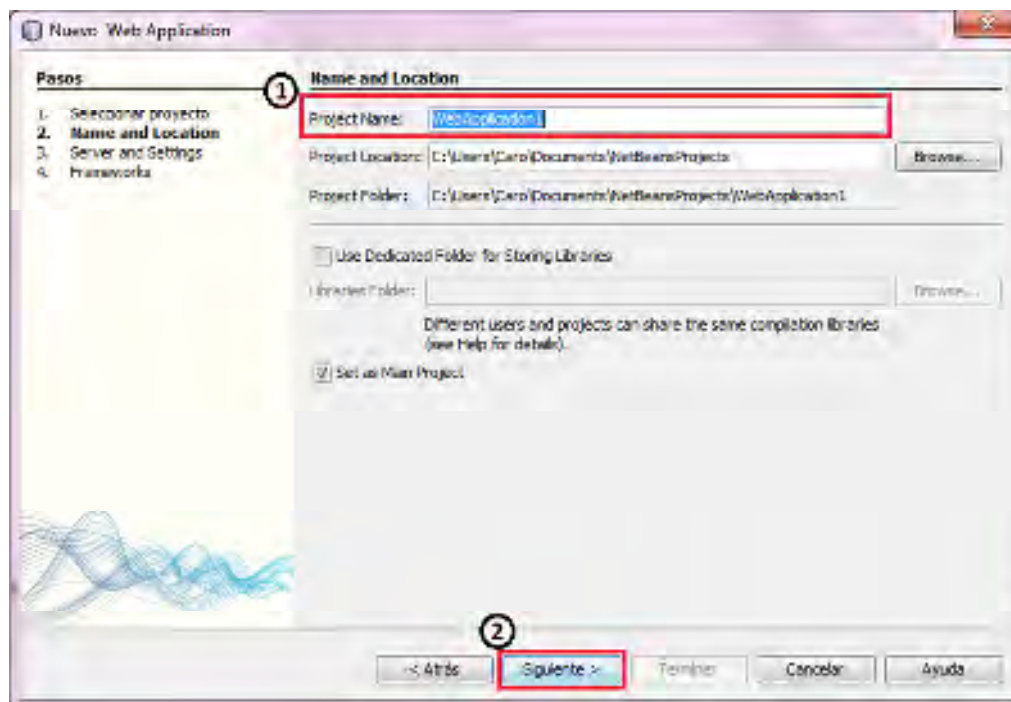 Nuevo Web Application
Pasos
1. Seleccionar proyecto
2. Name and Location
3. Server and Settings
4. Frameworks
Name and Location
1
Project Name: WebApplication1
Project Location: C:\Users\Caro\Documents\NetBeansProjects Browse...
Project Folder: C:\Users\Caro\Documents\NetBeansProjects\WebApplication1
Use Dedicated Folder for Storing Libraries
Libraries Folder: Browse...
Different users and projects can share the same compilation libraries
(see Help for details).
Set as Main Project
2
< Atrás Siguiente > Terminar Cancelar Ayuda